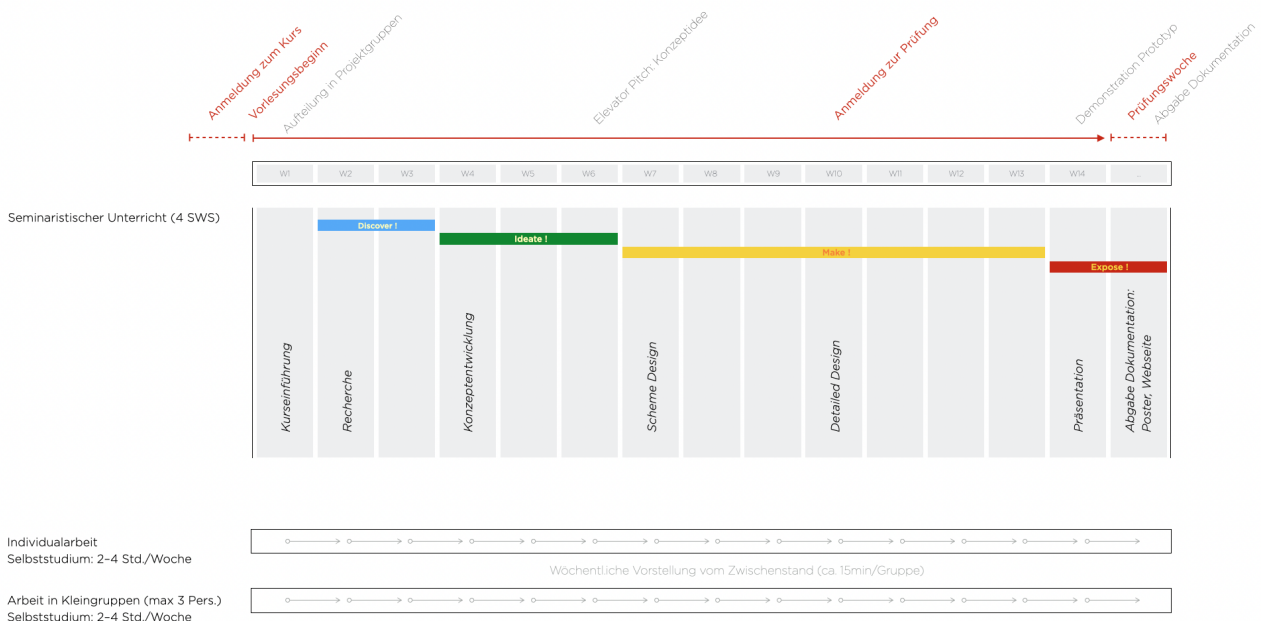 Anmeldung zum Kurs
Vorlesungsbeginn
Aufteilung in Projektgruppen
Elevator Pitch: Konzeptidee
Anmeldung zur Prüfung
Demonstration Prototyp
Prüfungswoche
Abgabe Dokumentation
W1 W2 W3 W4 W5 W6 W7 W8 W9 W10 W11 W12 W13 W14 ...
Seminaristischer Unterricht (4 SWS)
Discover !
Ideate !
Make !
Expose !
Kurseinführung
Recherche
Konzeptentwicklung
Scheme Design
Detailed Design
Präsentation
Abgabe Dokumentation:
Poster, Webseite
Individualarbeit
Selbststudium: 2–4 Std./Woche
Wöchentliche Vorstellung vom Zwischenstand (ca. 15min/Gruppe)
Arbeit in Kleingruppen (max 3 Pers.)
Selbststudium: 2–4 Std./Woche